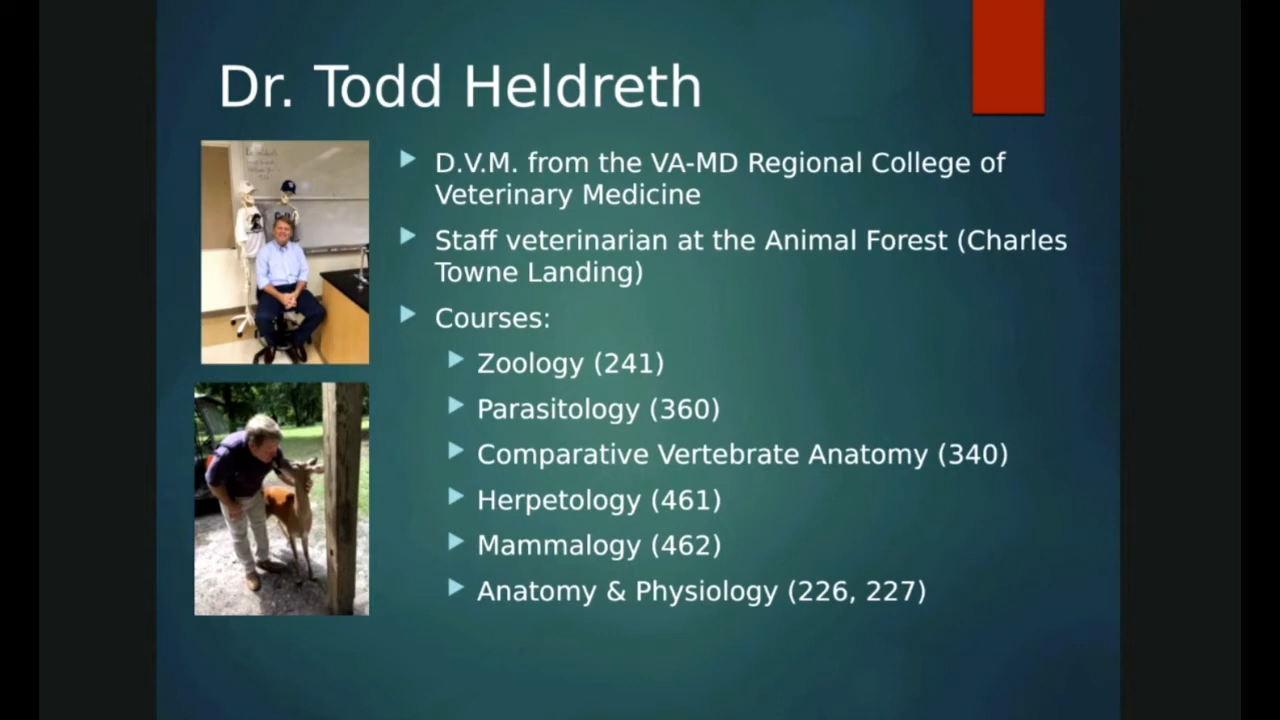 Dr. Todd Heldreth
D.V.M. from the VA-MD Regional College of
Veterinary Medicine
Staff veterinarian at the Animal Forest (Charles
Towne Landing)
Courses:
Zoology (241)
Parasitology (360)
Comparative Vertebrate Anatomy (340)
Herpetology (461)
Mammalogy (462)
Anatomy & Physiology (226, 227)